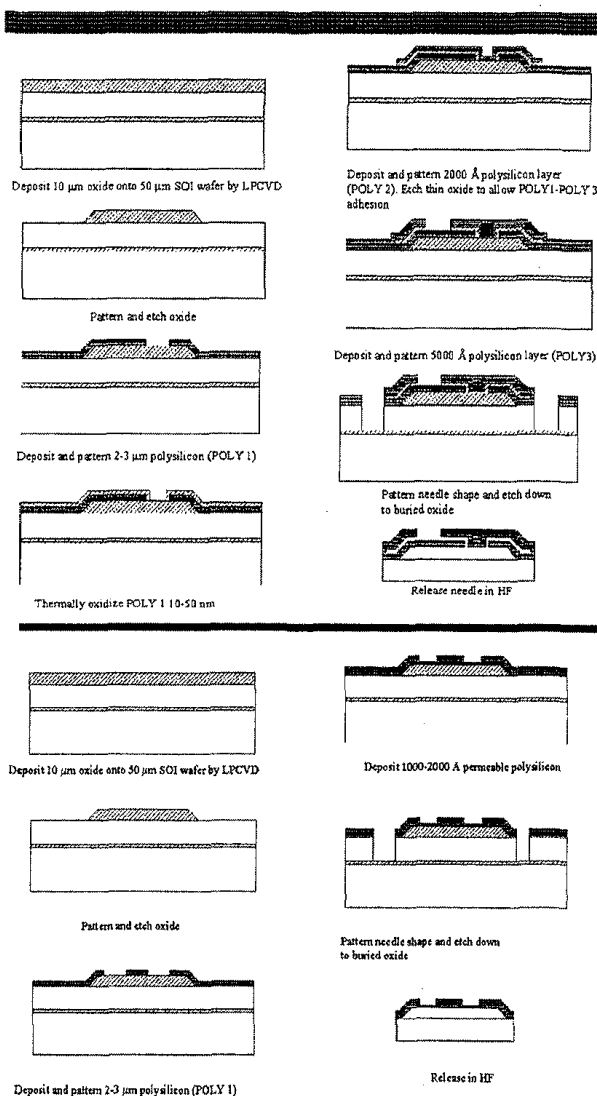 Deposit 10 μm oxide onto 50 μm SOI wafer by LPCVD
Pattern and etch oxide
Deposit and pattern 2-3 μm polysilicon (POLY 1)
Thermally oxidize POLY 1 10-50 nm
Deposit and pattern 2000 Å polysilicon layer
(POLY 2). Etch thin oxide to allow POLY1-POLY 3
adhesion
Deposit and pattern 5000 Å polysilicon layer (POLY3)
Pattern needle shape and etch down
to buried oxide
Release needle in HF
Deposit 10 μm oxide onto 50 μm SOI wafer by LPCVD
Pattern and etch oxide
Deposit and pattern 2-3 μm polysilicon (POLY 1)
Deposit 1000-2000 Å permeable polysilicon
Pattern needle shape and etch down
to buried oxide
Release in HF